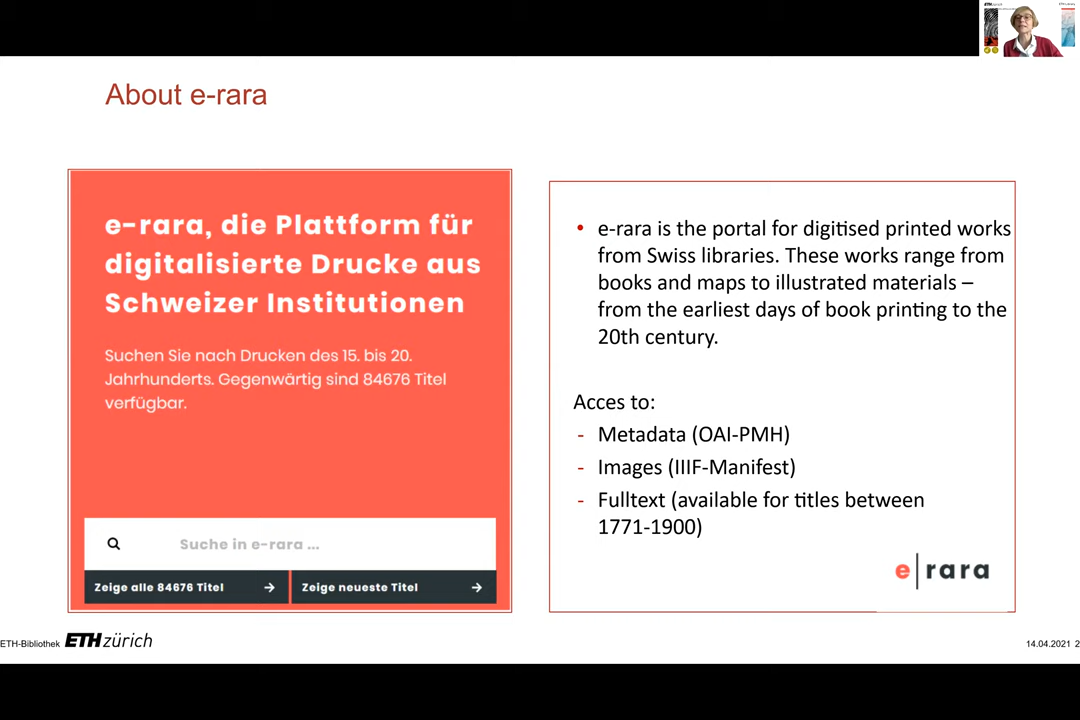 About e-rara
e-rara, die Plattform für
digitalisierte Drucke aus
Schweizer Institutionen
Suchen Sie nach Drucken des 15. bis 20.
Jahrhunderts. Gegenwärtig sind 84676 Titel
verfügbar.
Suche in e-rara ...
Zeige alle 84676 Titel →
Zeige neueste Titel →
• e-rara is the portal for digitised printed works
from Swiss libraries. These works range from
books and maps to illustrated materials –
from the earliest days of book printing to the
20th century.
Acces to:
- Metadata (OAI-PMH)
- Images (IIIF-Manifest)
- Fulltext (available for titles between
1771-1900)
e|rara
ETH-Bibliothek ETH zürich
14.04.2021 2